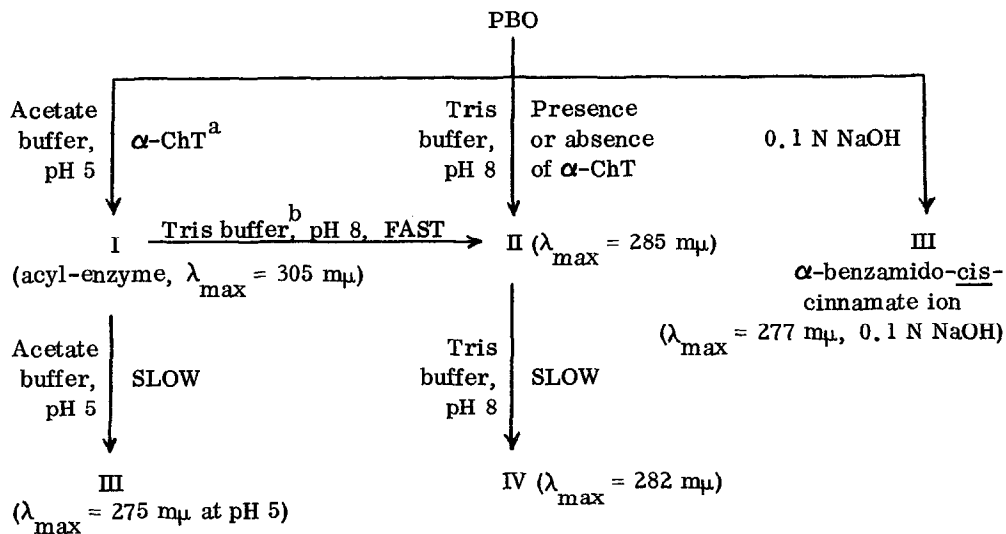 PBO
Acetate buffer, pH 5
α-ChTᵃ
Tris buffer, pH 8
Presence or absence of α-ChT
0.1 N NaOH
I
Tris buffer,ᵇ pH 8, FAST
II (λmax = 285 mμ)
III
(acyl-enzyme, λmax = 305 mμ)
α-benzamido-cis-
cinnamate ion
(λmax = 277 mμ, 0.1 N NaOH)
Acetate buffer, pH 5
SLOW
Tris buffer, pH 8
SLOW
III
(λmax = 275 mμ at pH 5)
IV (λmax = 282 mμ)